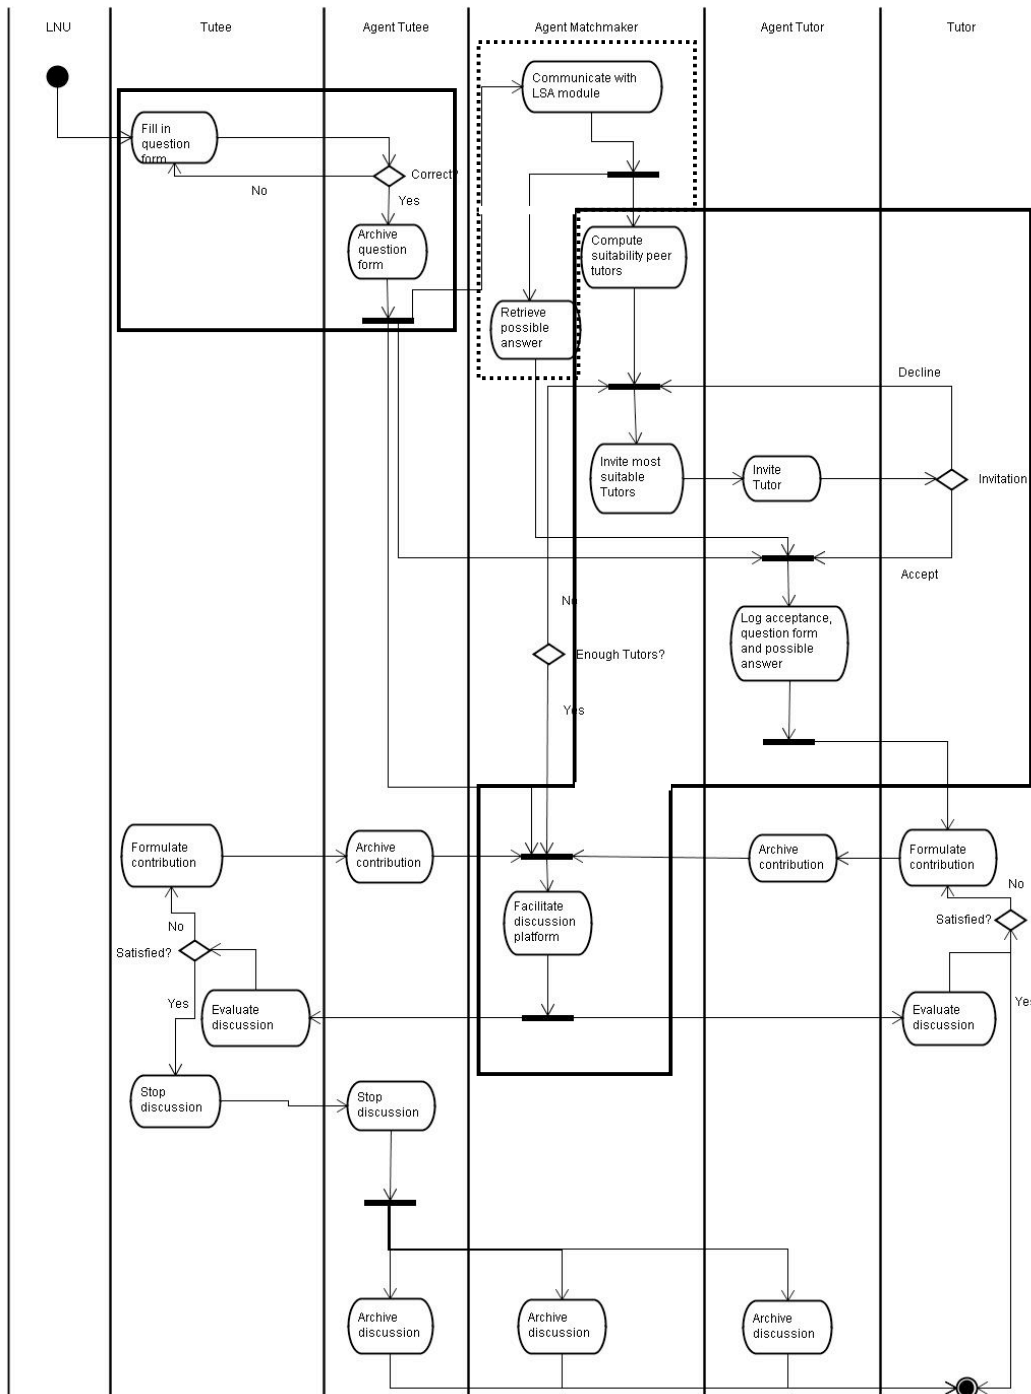 LNU
Tutee
Agent Tutee
Agent Matchmaker
Agent Tutor
Tutor
Communicate with
LSA module
Fill in
question
form
Correct?
No
Yes
Archive
question
form
Compute
suitability peer
tutors
Retrieve
possible
answer
Decline
Invite most
suitable
Tutors
Invite
Tutor
Invitation
Accept
No
Log acceptance,
question form
and possible
answer
Enough Tutors?
Yes
Formulate
contribution
Archive
contribution
Archive
contribution
Formulate
contribution
No
Facilitate
discussion
platform
Satisfied?
No
Satisfied?
Yes
Evaluate
discussion
Evaluate
discussion
Yes
Stop
discussion
Stop
discussion
Archive
discussion
Archive
discussion
Archive
discussion